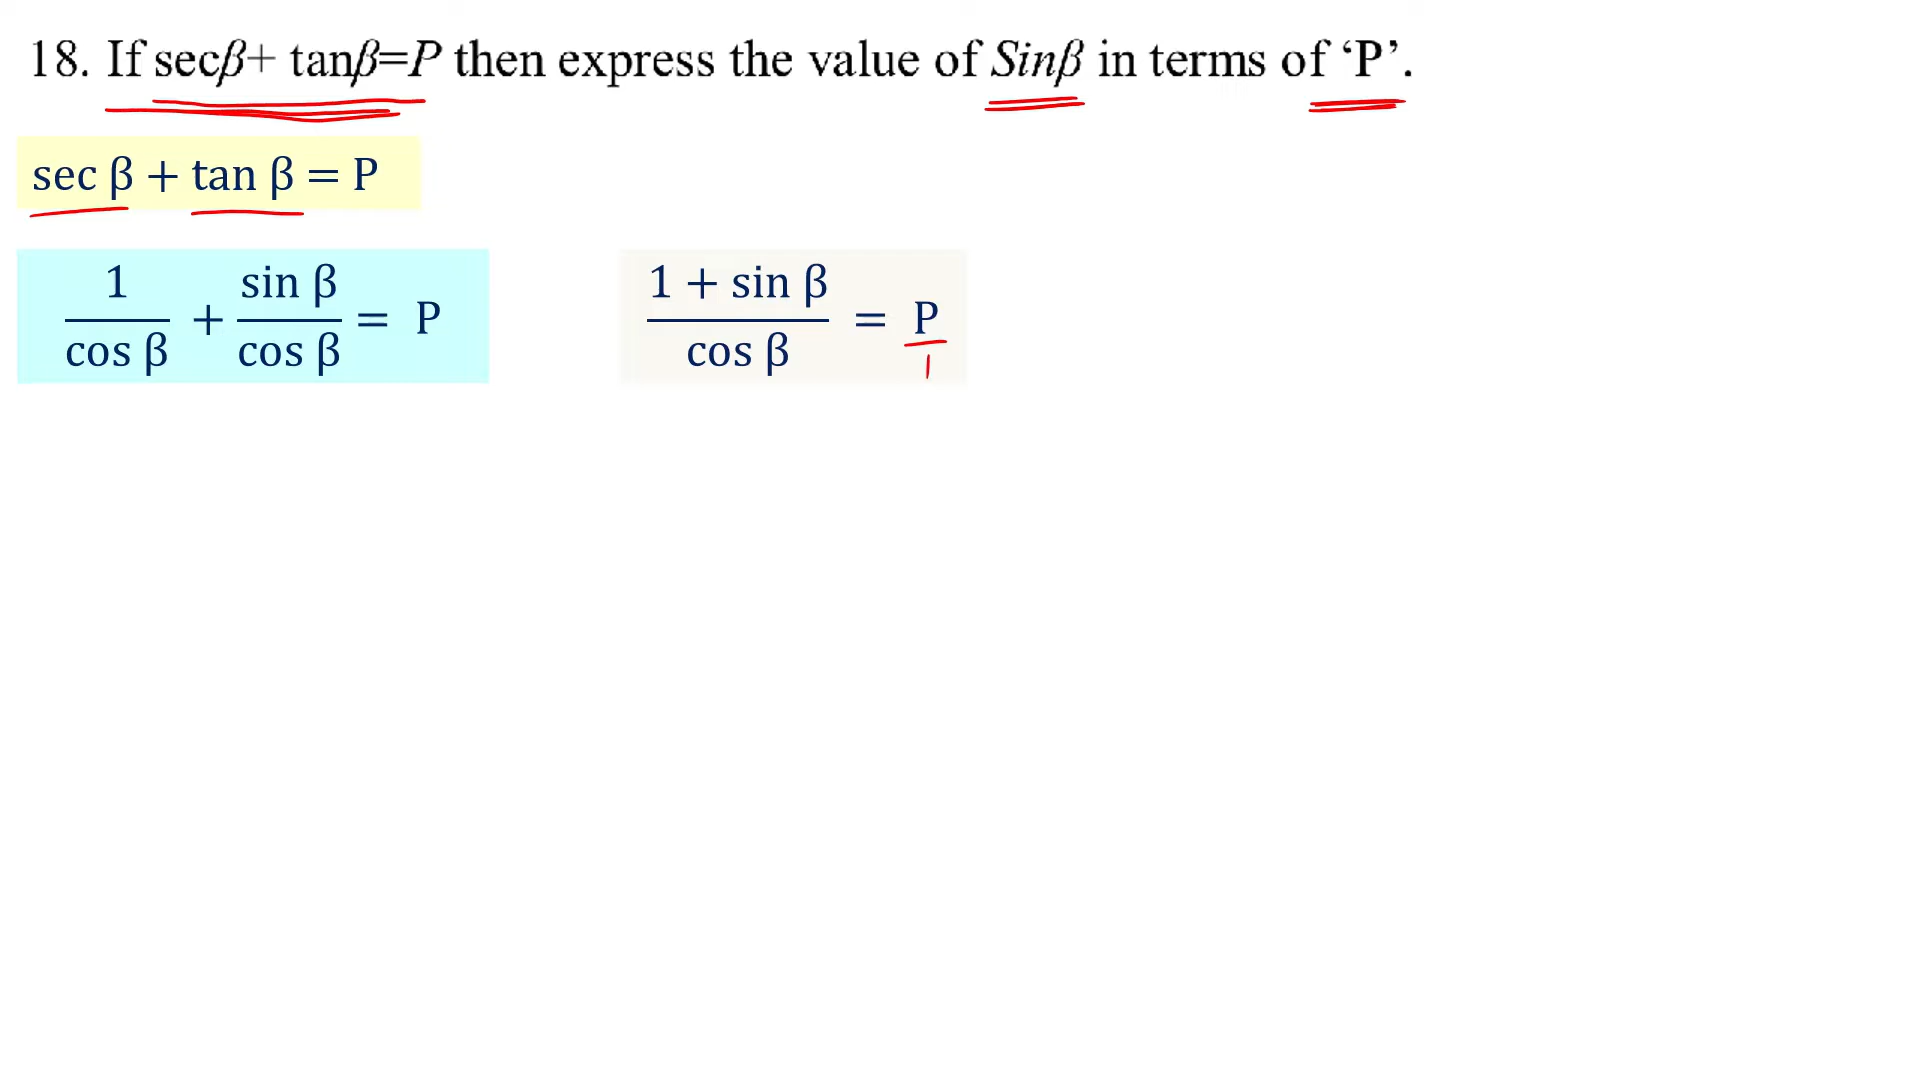 18. If secβ+ tanβ=P then express the value of Sinβ in terms of ‘P’.
sec β + tan β = P
1/cos β + sin β/cos β = P
1 + sin β/cos β = P/1